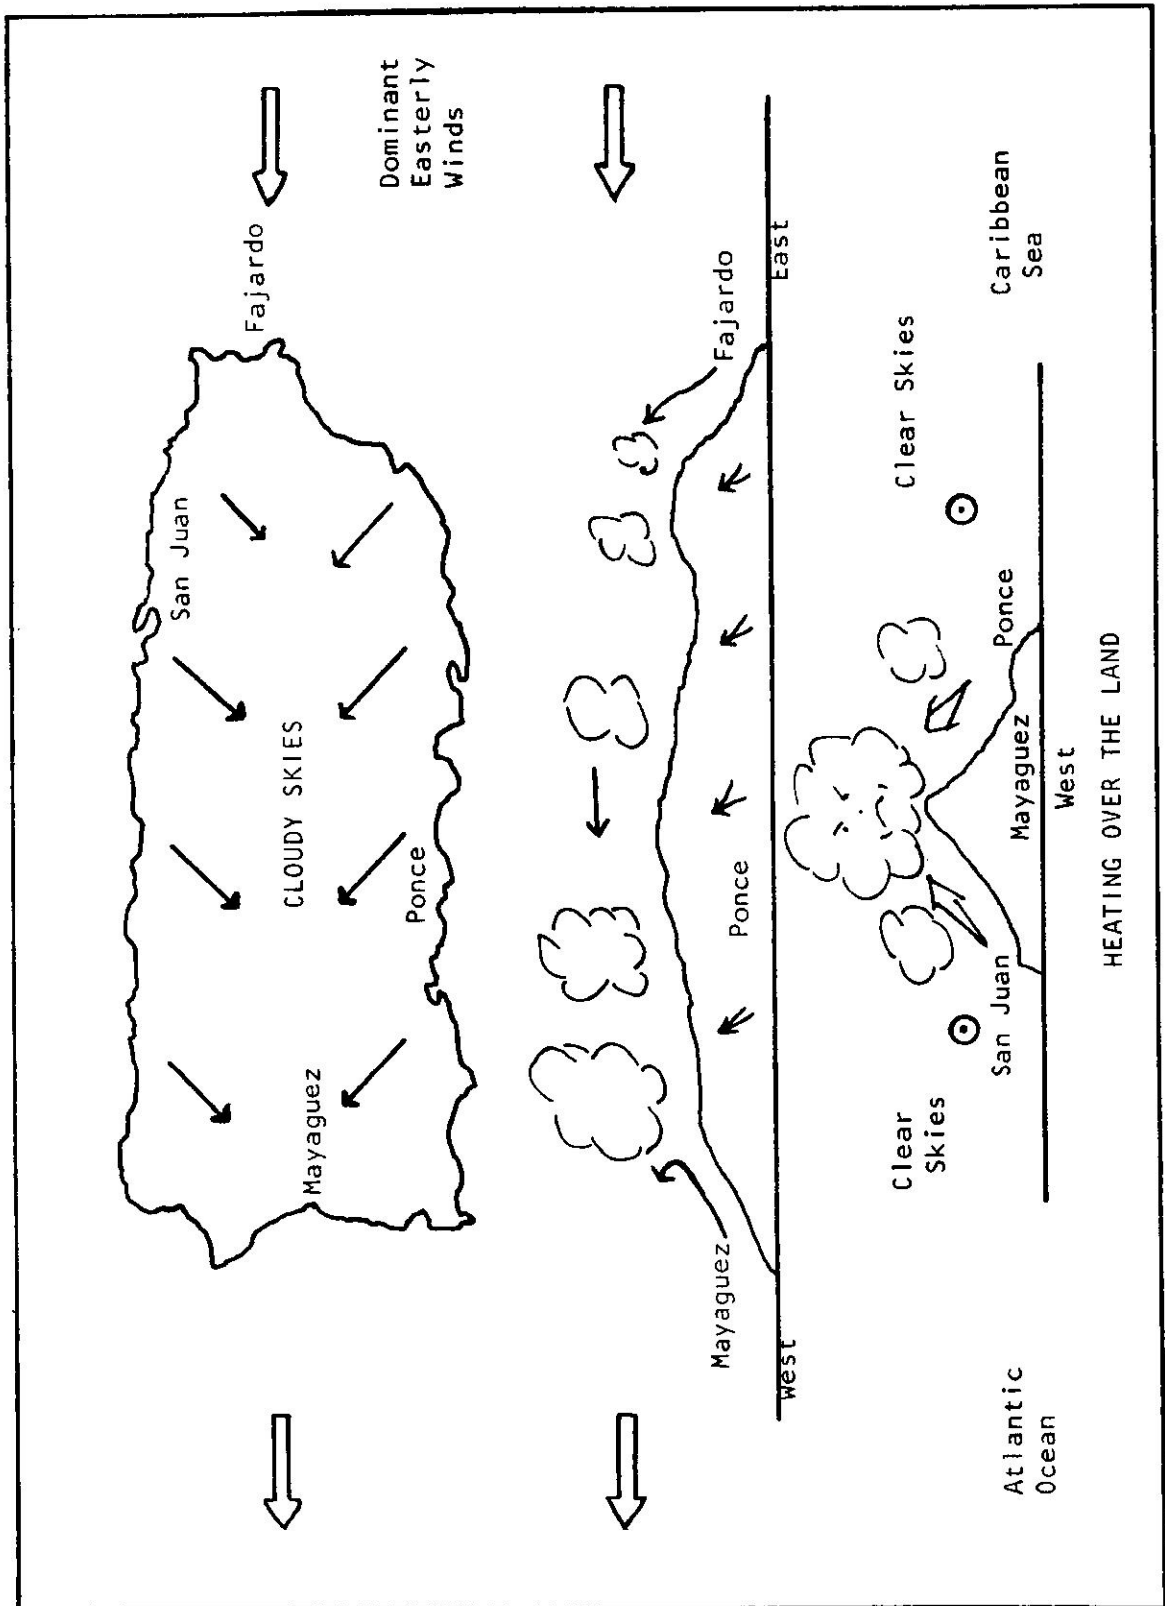 Fajardo
Dominant
Easterly
Winds
San Juan
CLOUDY SKIES
Ponce
Mayaguez
Fajardo
East
Ponce
Mayaguez
West
Clear Skies
Caribbean
Sea
Ponce
Mayaguez
West
San Juan
Clear
Skies
Atlantic
Ocean
HEATING OVER THE LAND